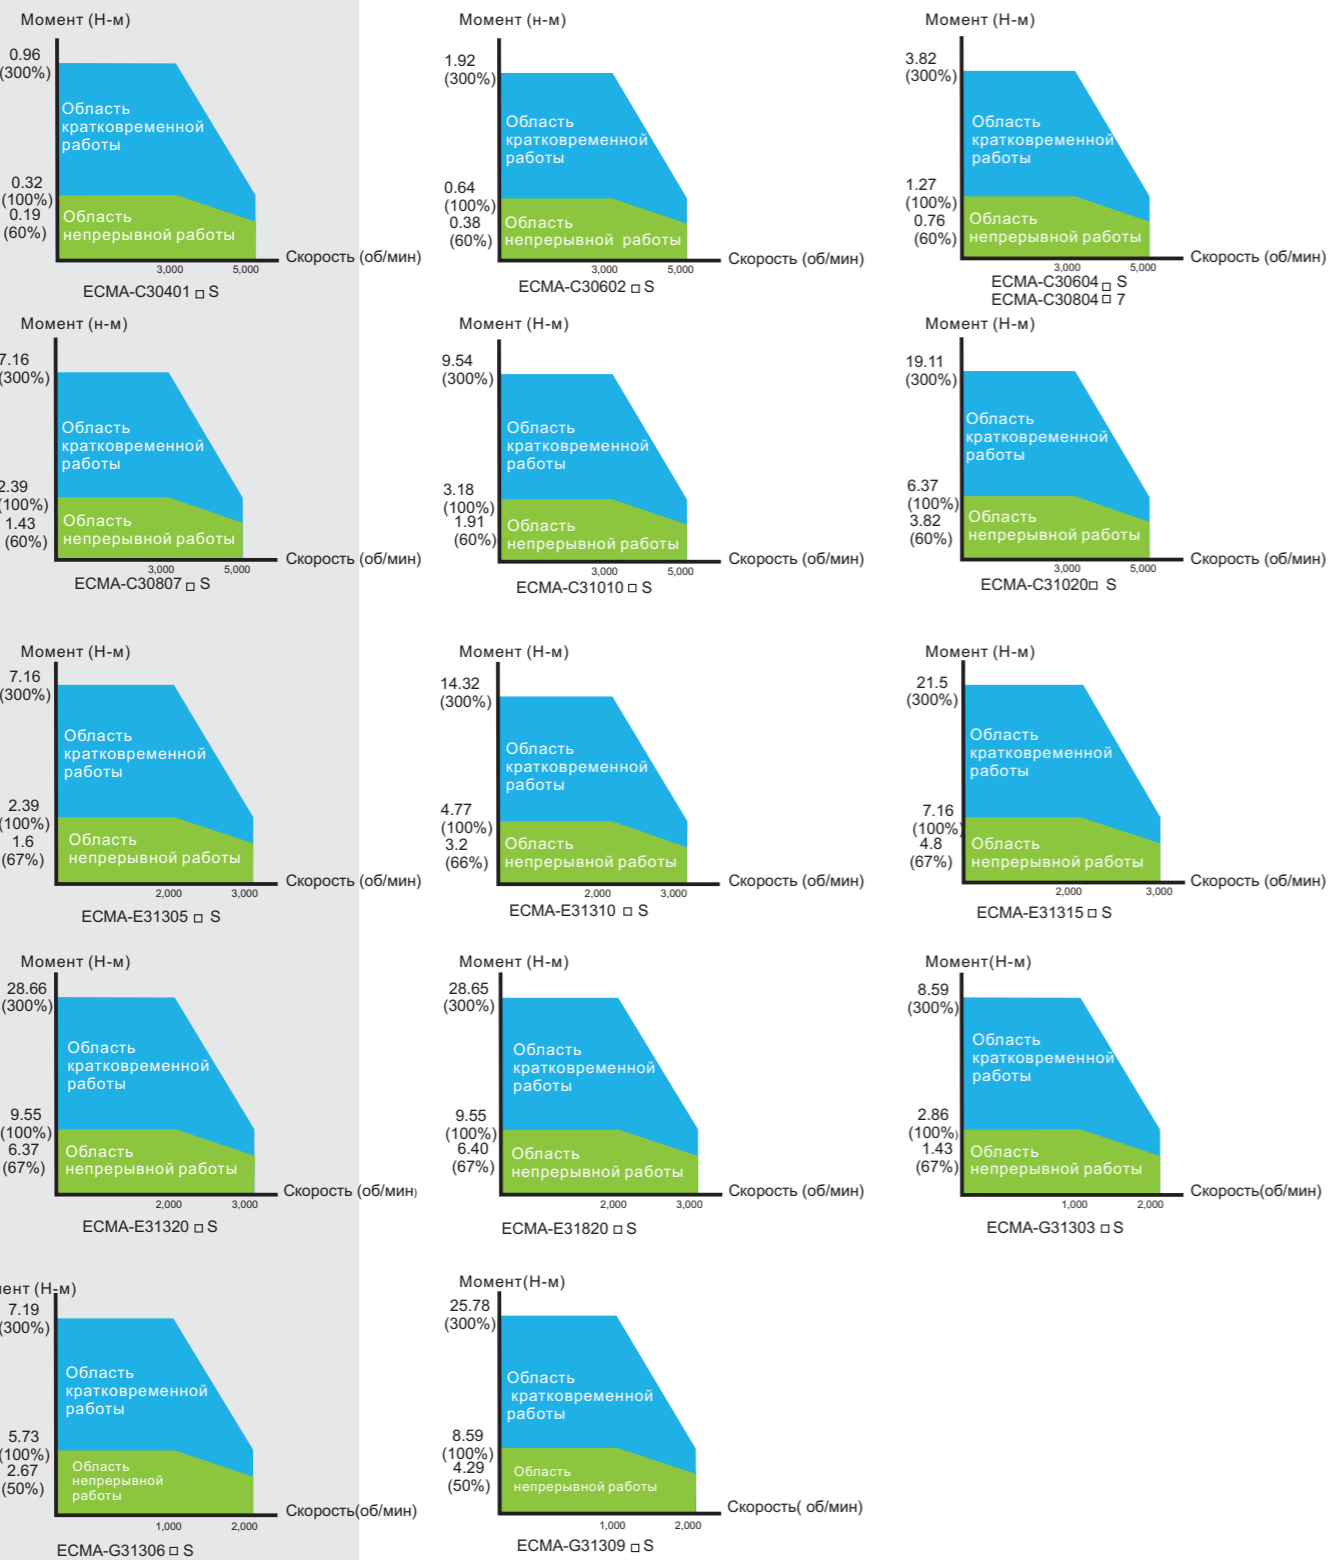 Момент (Н-м)
0.96
(300%)
Область
кратковременной
работы
0.32
(100%)
0.19
(60%)
Область
непрерывной работы
Скорость (об/мин)
3,000 5,000
ECMA-C30401 □ S
Момент (н-м)
1.92
(300%)
Область
кратковременной
работы
0.64
(100%)
0.38
(60%)
Область
непрерывной работы
Скорость (об/мин)
3,000 5,000
ECMA-C30602 □ S
Момент (Н-м)
3.82
(300%)
Область
кратковременной
работы
1.27
(100%)
0.76
(60%)
Область
непрерывной работы
Скорость (об/мин)
3,000 5,000
ECMA-C30604 □ S
ECMA-C30804 □ 7
Момент (н-м)
7.16
(300%)
Область
кратковременной
работы
2.39
(100%)
1.43
(60%)
Область
непрерывной работы
Скорость (об/мин)
3,000 5,000
ECMA-C30807 □ S
Момент (Н-м)
9.54
(300%)
Область
кратковременной
работы
3.18
(100%)
1.91
(60%)
Область
непрерывной работы
Скорость (об/мин)
3,000 5,000
ECMA-C31010 □ S
Момент (Н-м)
19.11
(300%)
Область
кратковременной
работы
6.37
(100%)
3.82
(60%)
Область
непрерывной работы
Скорость (об/мин)
3,000 5,000
ECMA-C31020□ S
Момент (Н-м)
7.16
(300%)
Область
кратковременной
работы
2.39
(100%)
1.6
(67%)
Область
непрерывной работы
Скорость (об/мин)
2,000 3,000
ECMA-E31305 □ S
Момент (Н-м)
14.32
(300%)
Область
кратковременной
работы
4.77
(100%)
3.2
(66%)
Область
непрерывной работы
Скорость (об/мин)
2,000 3,000
ECMA-E31310 □ S
Момент (Н-м)
21.5
(300%)
Область
кратковременной
работы
7.16
(100%)
4.8
(67%)
Область
непрерывной работы
Скорость (об/мин)
2,000 3,000
ECMA-E31315 □ S
Момент (Н-м)
28.66
(300%)
Область
кратковременной
работы
9.55
(100%)
6.37
(67%)
Область
непрерывной работы
Скорость (об/мин)
2,000 3,000
ECMA-E31320 □ S
Момент (Н-м)
28.65
(300%)
Область
кратковременной
работы
9.55
(100%)
6.40
(67%)
Область
непрерывной работы
Скорость (об/мин)
2,000 3,000
ECMA-E31820 □ S
Момент(Н-м)
8.59
(300%)
Область
кратковременной
работы
2.86
(100%)
1.43
(67%)
Область
непрерывной работы
Скорость(об/мин)
1,000 2,000
ECMA-G31303 □ S
мент (Н-м)
7.19
(300%)
Область
кратковременной
работы
5.73
(100%)
2.67
(50%)
Область
непрерывной
работы
Скорость(об/мин)
1,000 2,000
ECMA-G31306 □ S
Момент(Н-м)
25.78
(300%)
Область
кратковременной
работы
8.59
(100%)
4.29
(50%)
Область
непрерывной работы
Скорость( об/мин)
1,000 2,000
ECMA-G31309 □ S